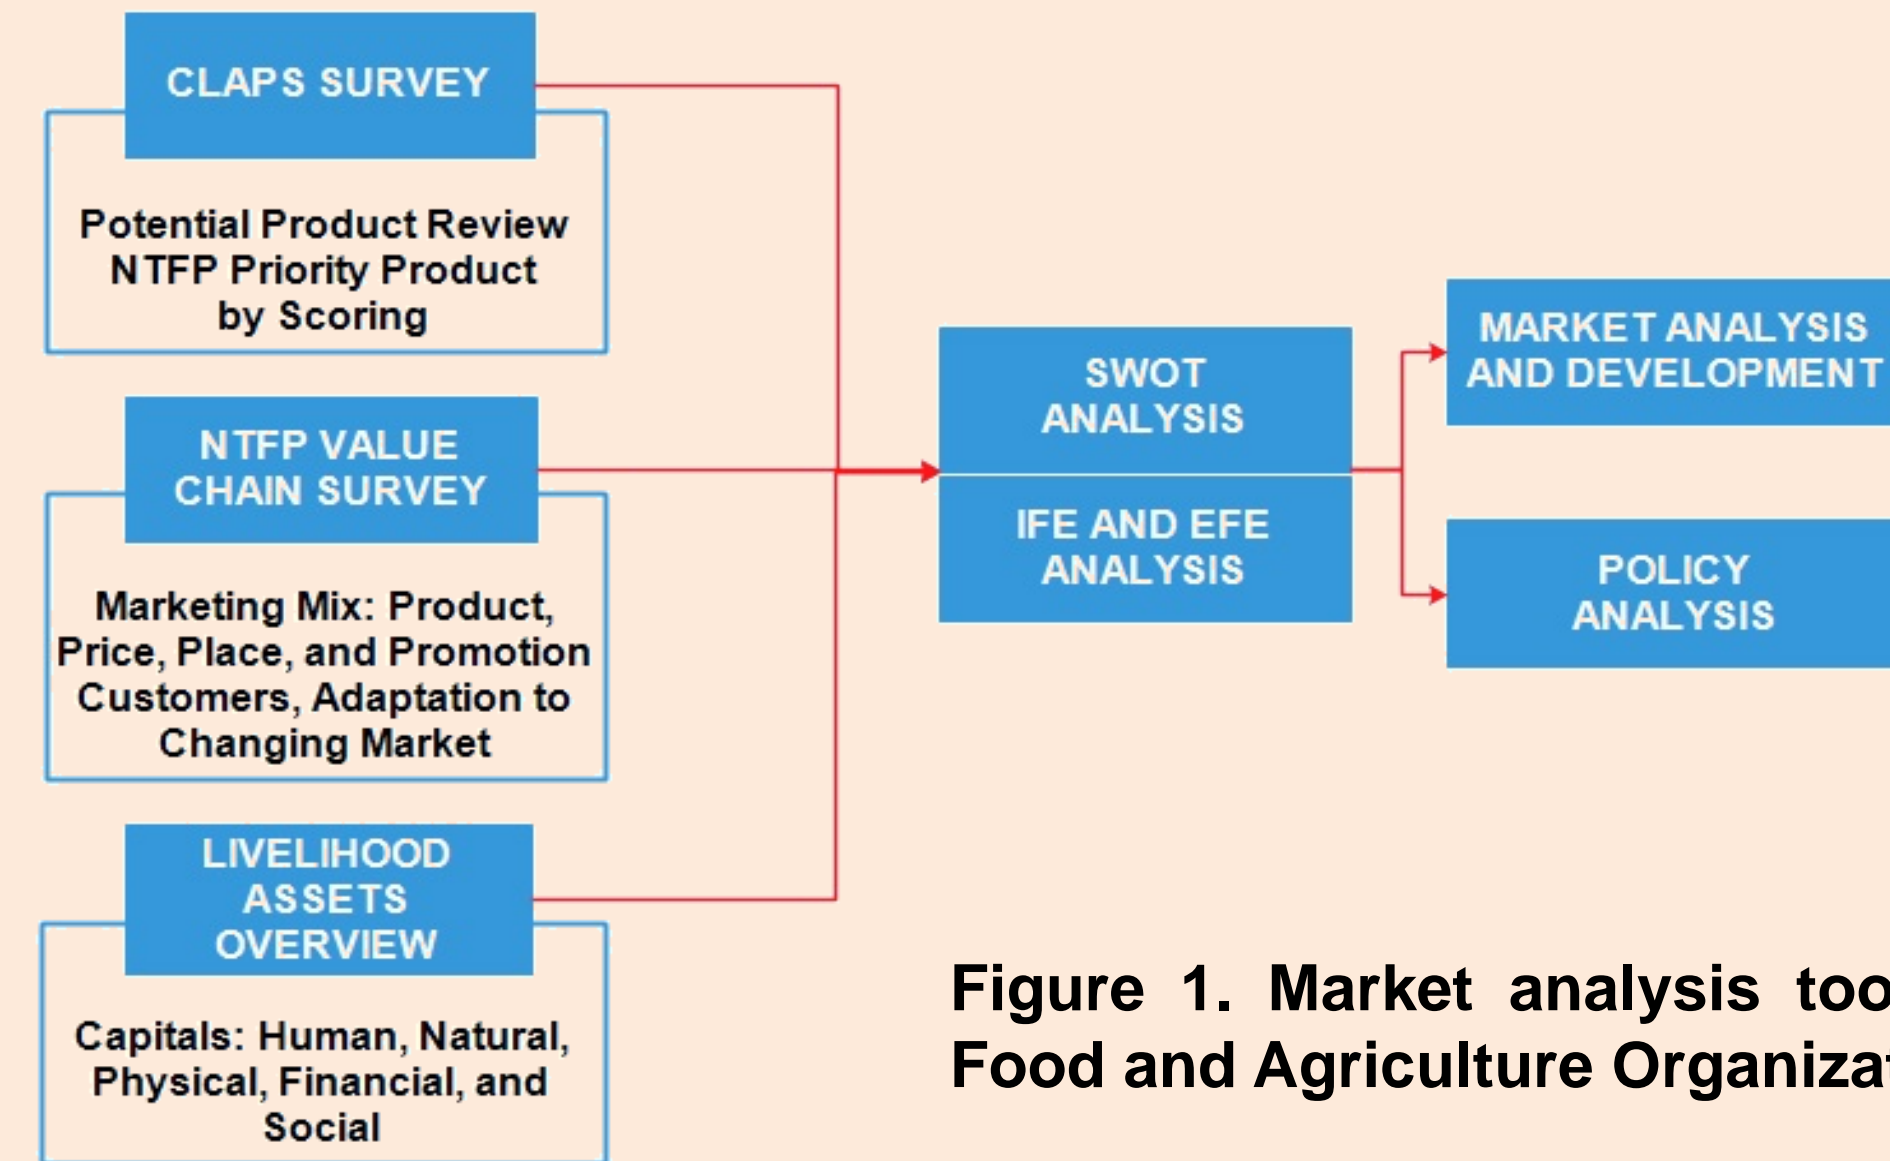 CLAPS SURVEY
Potential Product Review
NTFP Priority Product
by Scoring
NTFP VALUE
CHAIN SURVEY
Marketing Mix: Product,
Price, Place, and Promotion
Customers, Adaptation to
Changing Market
LIVELIHOOD
ASSETS
OVERVIEW
Capitals: Human, Natural,
Physical, Financial, and
Social
SWOT
ANALYSIS
IFE AND EFE
ANALYSIS
MARKET ANALYSIS
AND DEVELOPMENT
POLICY
ANALYSIS
Figure 1. Market analysis
Food and Agriculture